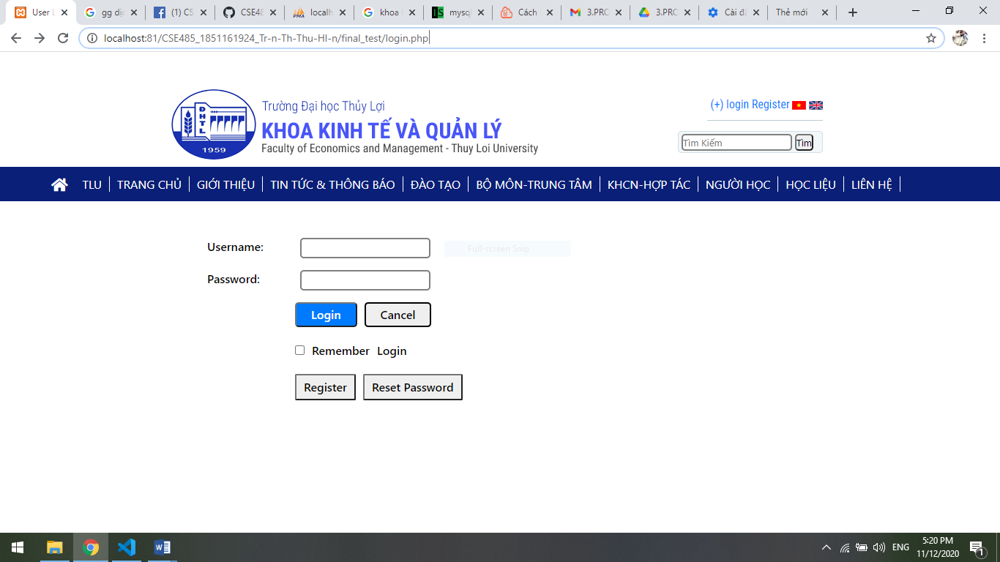 User L
gg dịc
(1) CS
CSE48
localh
khoa
mysq
Cách
3.PRO
3.PRO
Cài đặ
Thẻ mới
localhost:81/CSE485_1851161924_Tr-n-Th-Thu-HI-n/final_test/login.php
ĐHTL
1959
Trường Đại học Thủy Lợi
KHOA KINH TẾ VÀ QUẢN LÝ
Faculty of Economics and Management - Thuy Loi University
(+) login Register
Tìm Kiếm
Tìm
TLU
TRANG CHỦ
GIỚI THIỆU
TIN TỨC & THÔNG BÁO
ĐÀO TẠO
BỘ MÔN-TRUNG TÂM
KHCN-HỢP TÁC
NGƯỜI HỌC
HỌC LIỆU
LIÊN HỆ
Username:
Full-screen Snip
Password:
Login
Cancel
Remember Login
Register
Reset Password
ENG
5:20 PM
11/12/2020
1